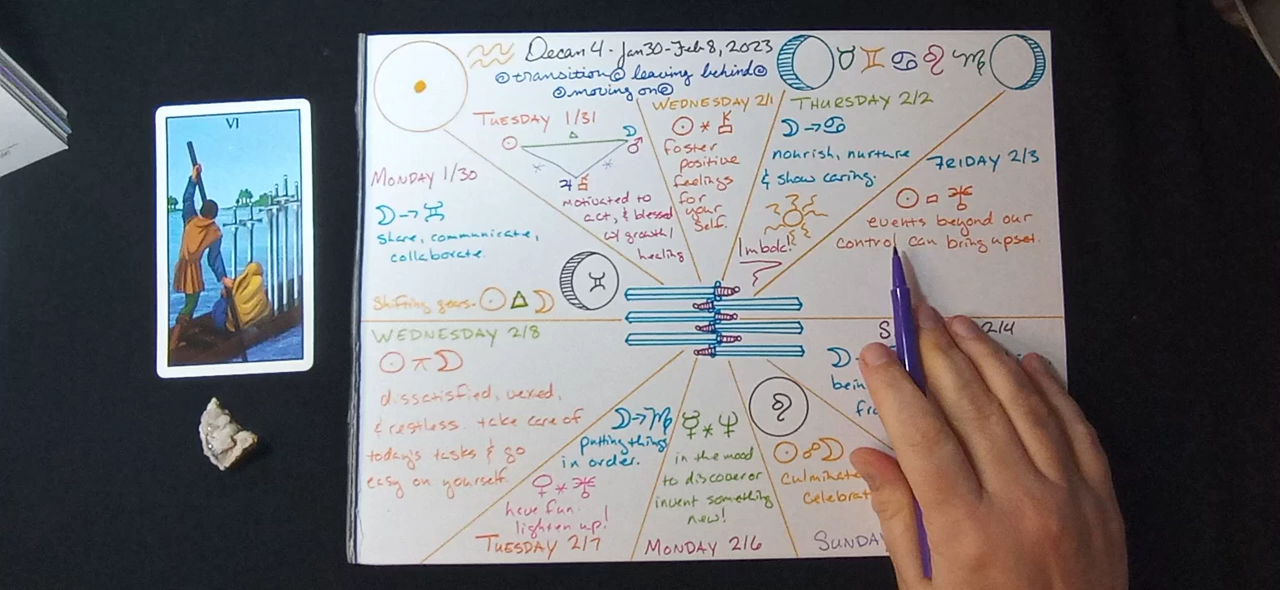 VI
Decan 4 - Jan 30 - Feb 8, 2023
transition leaving behind
moving on
MONDAY 1/30
share, communicate,
collaborate.
shifting gears.
TUESDAY 1/31
motivated to
act, & blessed
w/ growth/
healing
WEDNESDAY 2/1
foster
positive
feelings
for
your
self.
THURSDAY 2/2
nourish, nurture
& show caring.
Imbolc!
FRIDAY 2/3
events beyond our
control can bring upset.
2/4
SUNDAY
MONDAY 2/6
in the mood
to discover or
invent something
new!
TUESDAY 2/7
putting things
in order.
have fun.
lighten up!
WEDNESDAY 2/8
dissatisfied, vexed,
& restless. take care of
today's tasks & go
easy on yourself.